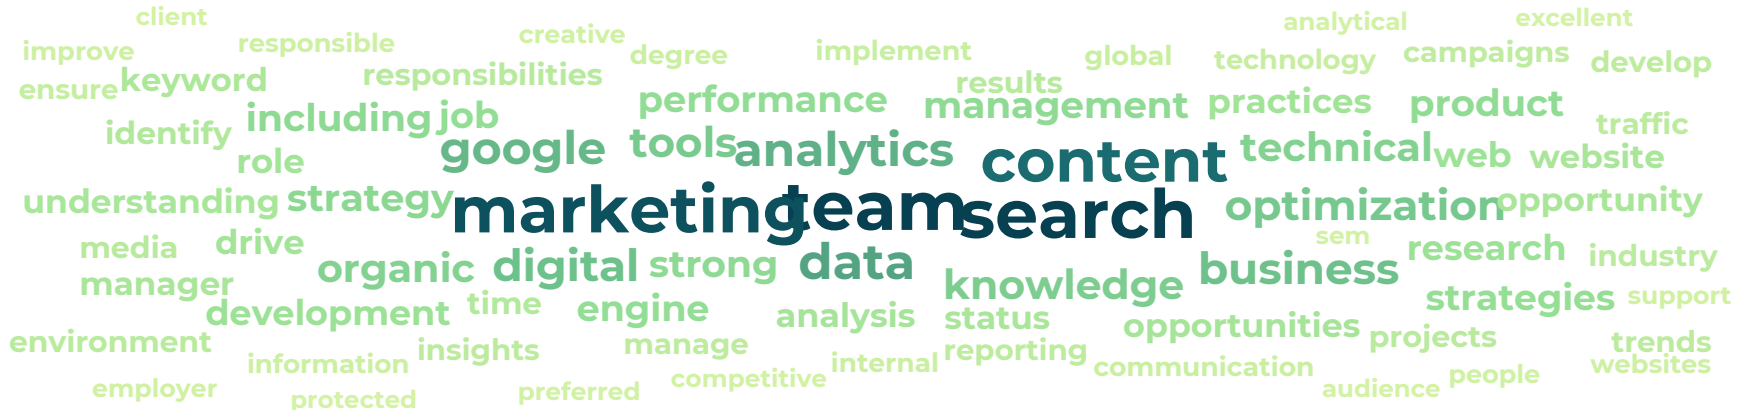 client
analytical
excellent
improve
responsible
creative
degree
implement
global
technology
campaigns
develop
ensure
keyword
responsibilities
results
performance
management
practices
product
including
job
identify
traffic
google
tools
analytics
content
technical
web
website
role
understanding
strategy
marketing
team
search
optimization
opportunity
media
drive
sem
research
industry
manager
organic
digital
strong
data
knowledge
business
strategies
support
development
time
engine
analysis
status
opportunities
projects
trends
environment
information
insights
manage
internal
reporting
communication
websites
employer
protected
preferred
competitive
audience
people